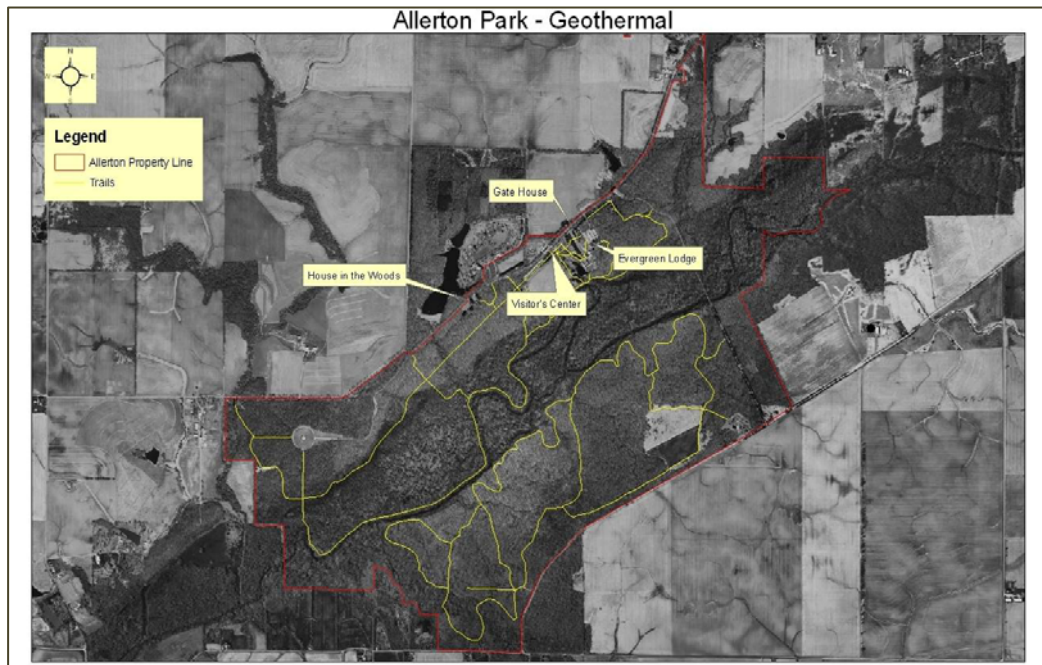 Allerton Park - Geothermal
N
W
E
S
Legend
Allerton Property Line
Trails
Gate House
Evergreen Lodge
House in the Woods
Visitor's Center